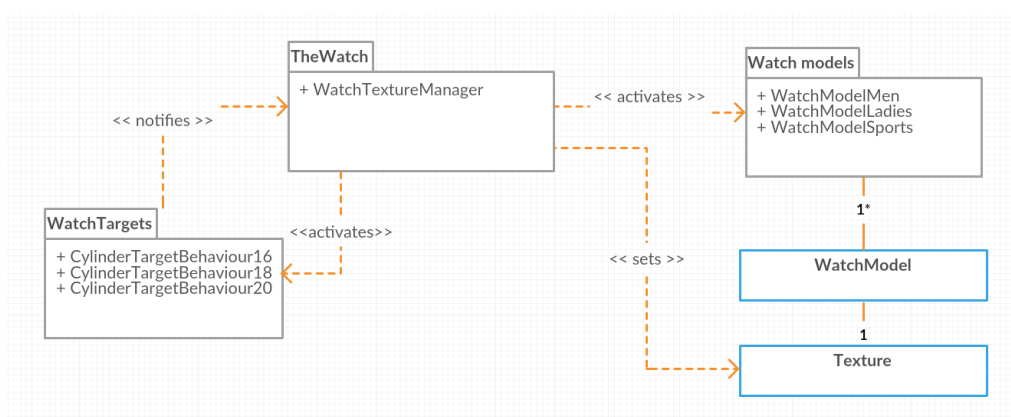 TheWatch
+ WatchTextureManager
<< notifies >>
<< activates >>
Watch models
+ WatchModelMen
+ WatchModelLadies
+ WatchModelSports
WatchTargets
+ CylinderTargetBehaviour16
+ CylinderTargetBehaviour18
+ CylinderTargetBehaviour20
<<activates>>
<< sets >>
1*
WatchModel
1
Texture